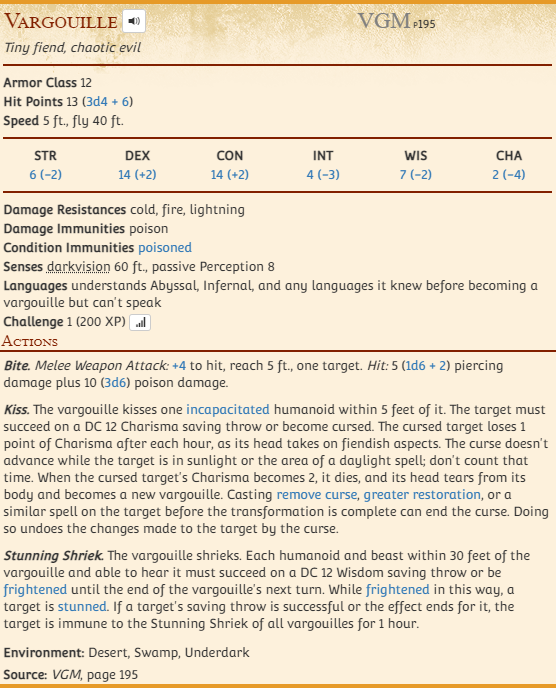 Vargouille VGM p195
Tiny fiend, chaotic evil
Armor Class 12
Hit Points 13 (3d4 + 6)
Speed 5 ft., fly 40 ft.
STR DEX CON INT WIS CHA
6 (−2) 14 (+2) 14 (+2) 4 (−3) 7 (−2) 2 (−4)
Damage Resistances cold, fire, lightning
Damage Immunities poison
Condition Immunities poisoned
Senses darkvision 60 ft., passive Perception 8
Languages understands Abyssal, Infernal, and any languages it knew before becoming a
vargouille but can't speak
Challenge 1 (200 XP)
Actions
Bite. Melee Weapon Attack: +4 to hit, reach 5 ft., one target. Hit: 5 (1d6 + 2) piercing
damage plus 10 (3d6) poison damage.
Kiss. The vargouille kisses one incapacitated humanoid within 5 feet of it. The target must
succeed on a DC 12 Charisma saving throw or become cursed. The cursed target loses 1
point of Charisma after each hour, as its head takes on fiendish aspects. The curse doesn't
advance while the target is in sunlight or the area of a daylight spell; don't count that
time. When the cursed target's Charisma becomes 2, it dies, and its head tears from its
body and becomes a new vargouille. Casting remove curse, greater restoration, or a
similar spell on the target before the transformation is complete can end the curse. Doing
so undoes the changes made to the target by the curse.
Stunning Shriek. The vargouille shrieks. Each humanoid and beast within 30 feet of the
vargouille and able to hear it must succeed on a DC 12 Wisdom saving throw or be
frightened until the end of the vargouille's next turn. While frightened in this way, a
target is stunned. If a target's saving throw is successful or the effect ends for it, the
target is immune to the Stunning Shriek of all vargouilles for 1 hour.
Environment: Desert, Swamp, Underdark
Source: VGM, page 195